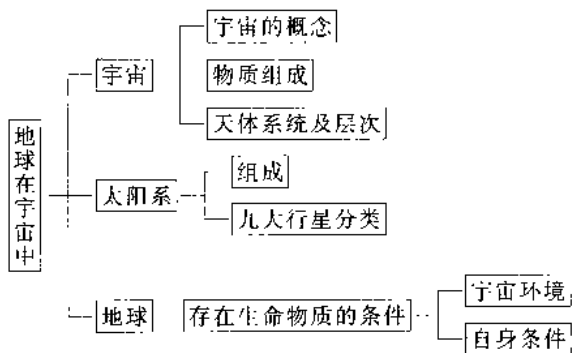 宇宙的概念
宇宙
物质组成
天体系统及层次
地球在宇宙中
组成
太阳系
九大行星分类
宇宙环境
地球
存在生命物质的条件
自身条件